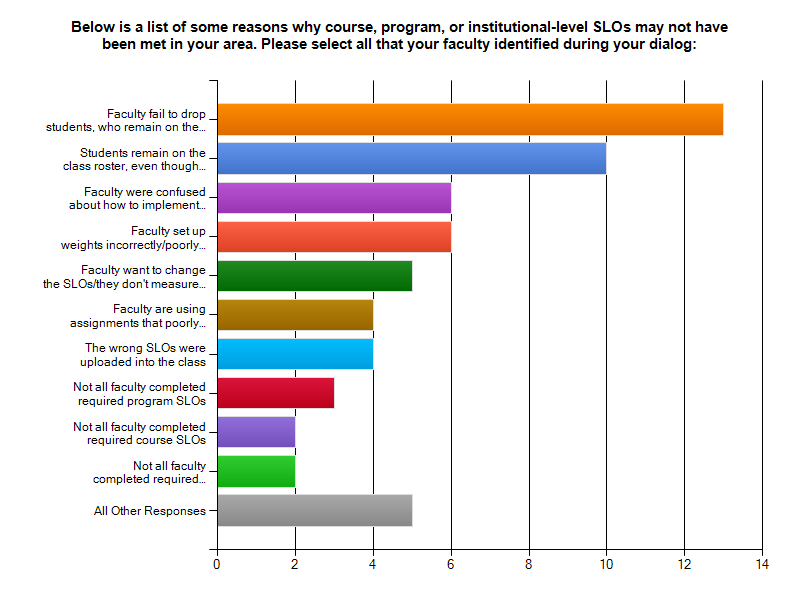 Below is a list of some reasons why course, program, or institutional-level SLOs may not have
been met in your area. Please select all that your faculty identified during your dialog:
Faculty fail to drop
students, who remain on the...
Students remain on the
class roster, even though...
Faculty were confused
about how to implement...
Faculty set up
weights incorrectly/poorly...
Faculty want to change
the SLOs/they don't measure...
Faculty are using
assignments that poorly...
The wrong SLOs were
uploaded into the class
Not all faculty completed
required program SLOs
Not all faculty completed
required course SLOs
Not all faculty
completed required...
All Other Responses
0 2 4 6 8 10 12 14